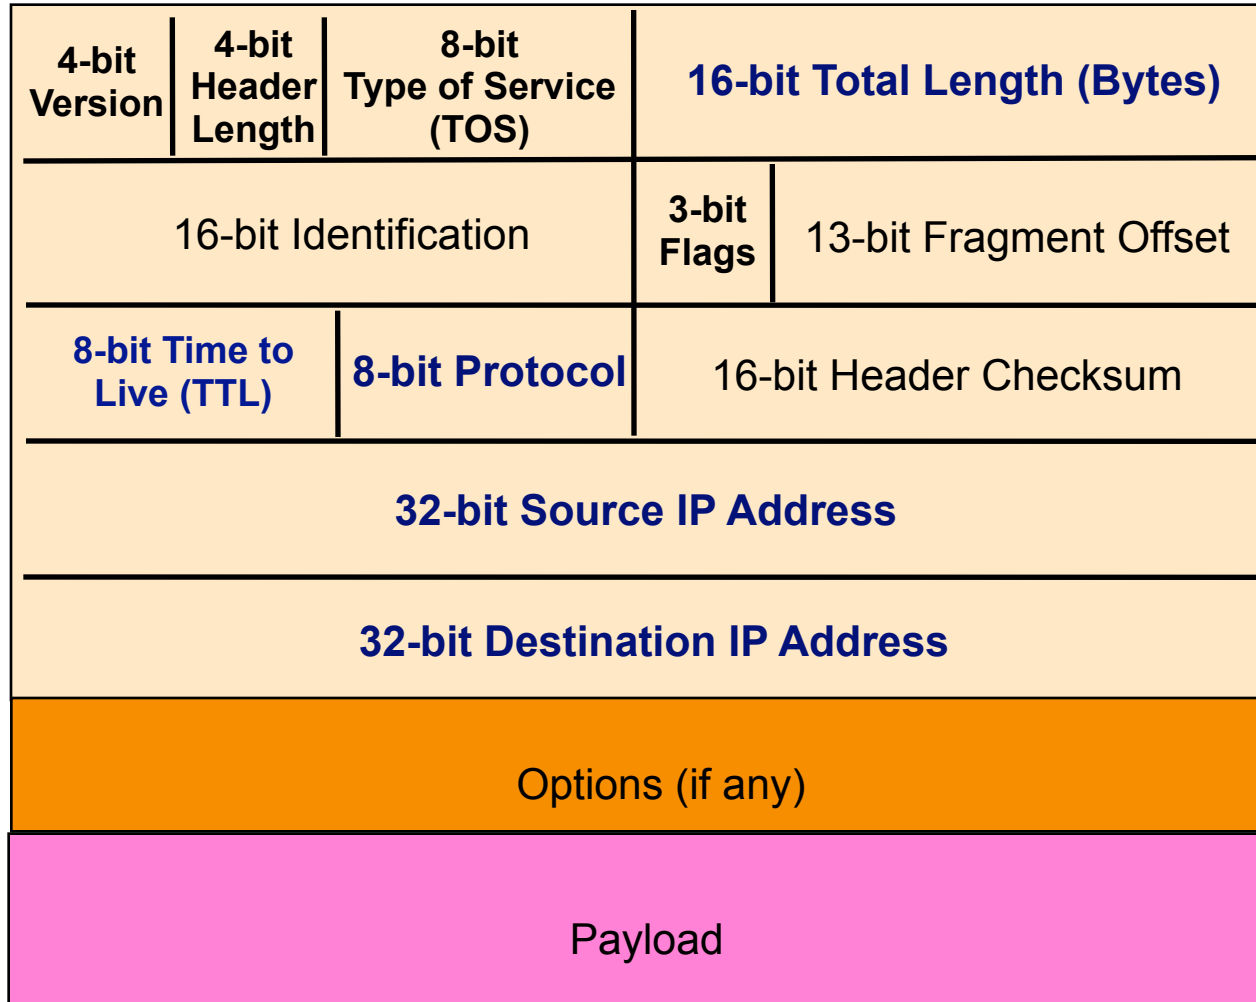 4-bit
Version
4-bit
Header
Length
8-bit
Type of Service
(TOS)
16-bit Total Length (Bytes)
16-bit Identification
3-bit
Flags
13-bit Fragment Offset
8-bit Time to
Live (TTL)
8-bit Protocol
16-bit Header Checksum
32-bit Source IP Address
32-bit Destination IP Address
Options (if any)
Payload